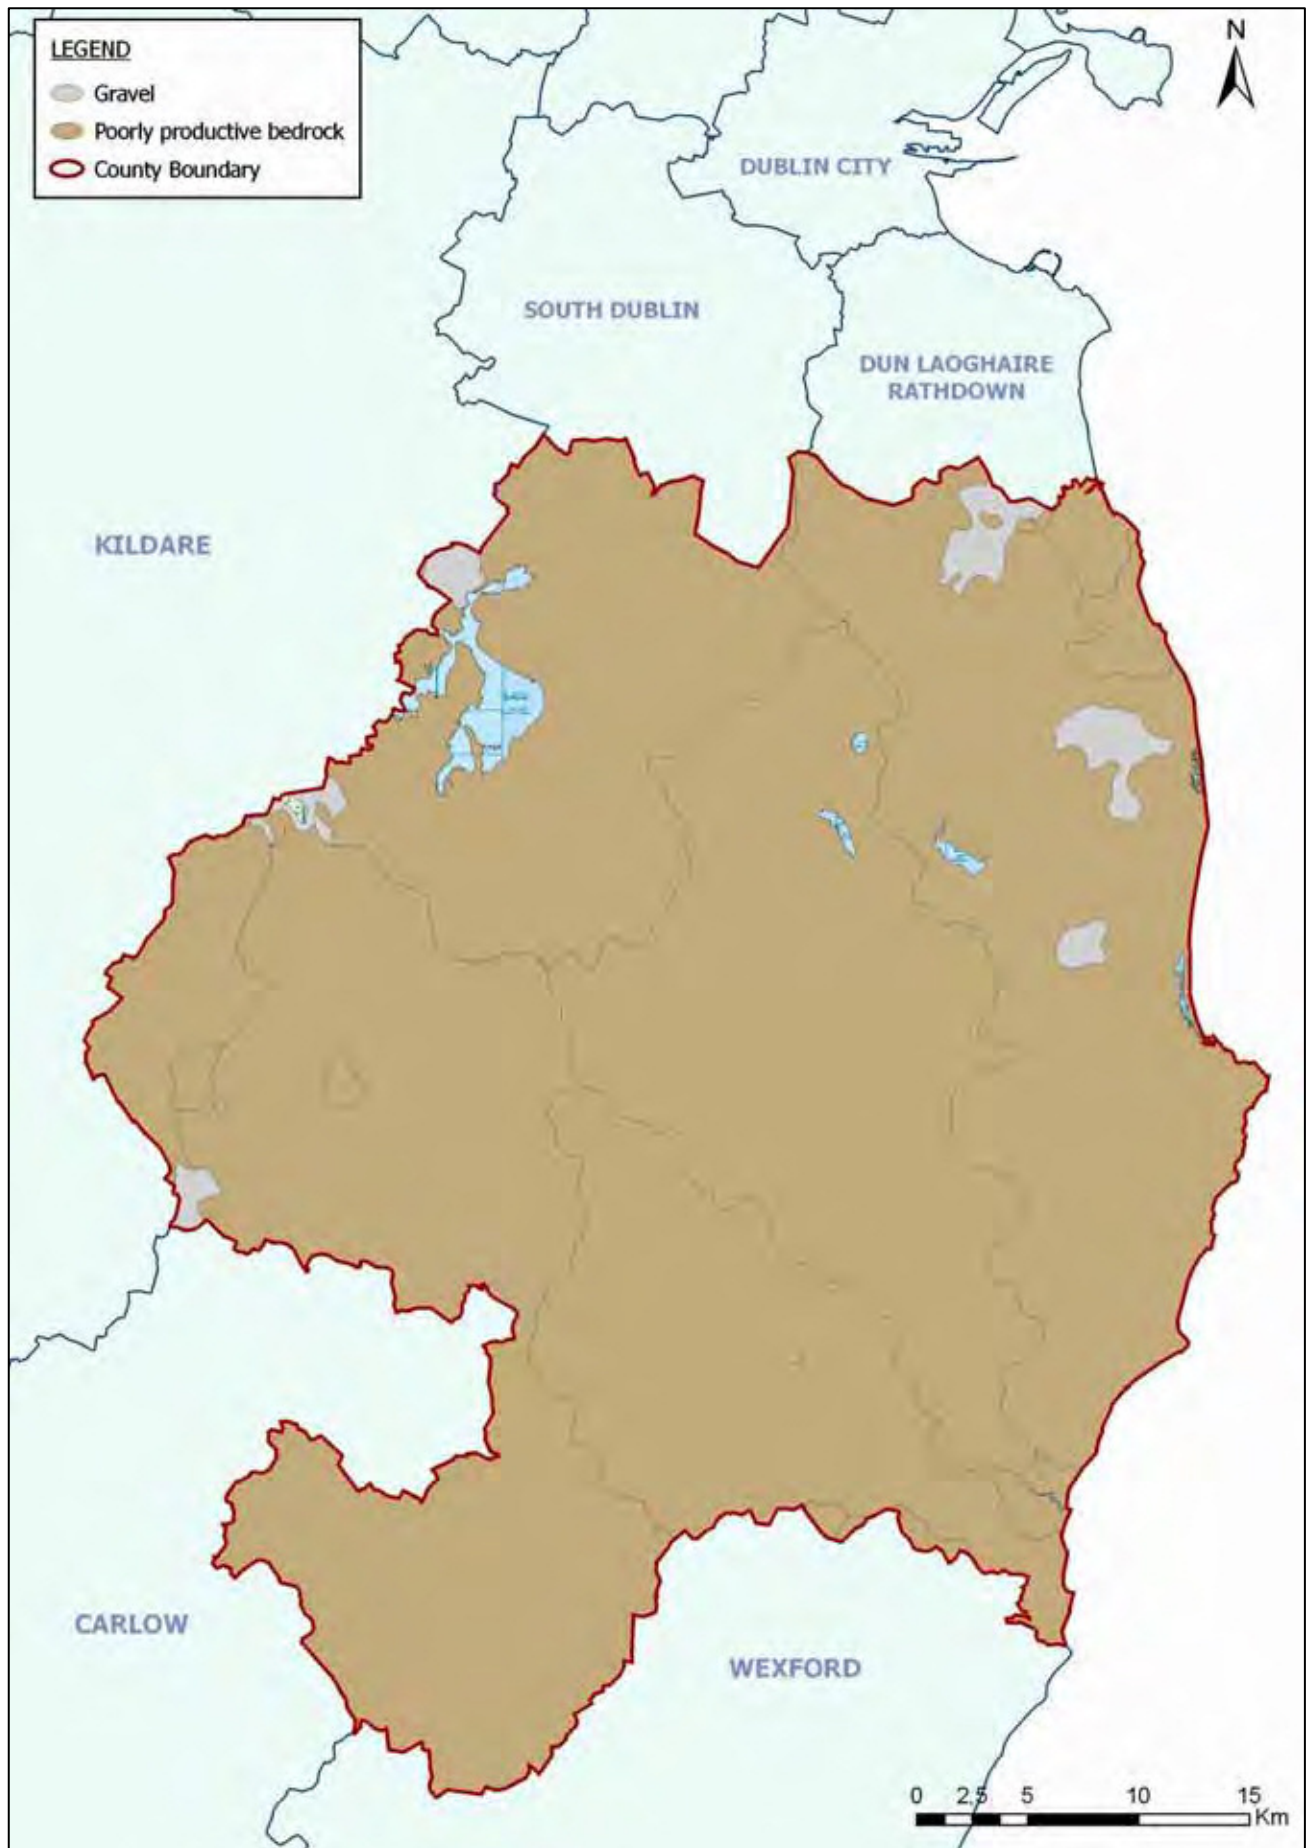 LEGEND
Gravel
Poorly productive bedrock
County Boundary
N
DUBLIN CITY
SOUTH DUBLIN
DUN LAOGHAIRE
RATHDOWN
KILDARE
CARLOW
WEXFORD
0 2,5 5 10 15
Km